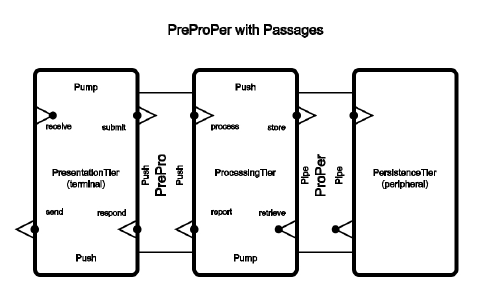 PreProPer with Passages
Pump
Push
receive
submit
process
store
PresentationTier
(terminal)
Push
PrePro
Push
ProcessingTier
Pipe
ProPer
Pipe
PersistenceTier
(peripheral)
send
respond
report
retrieve
Push
Pump